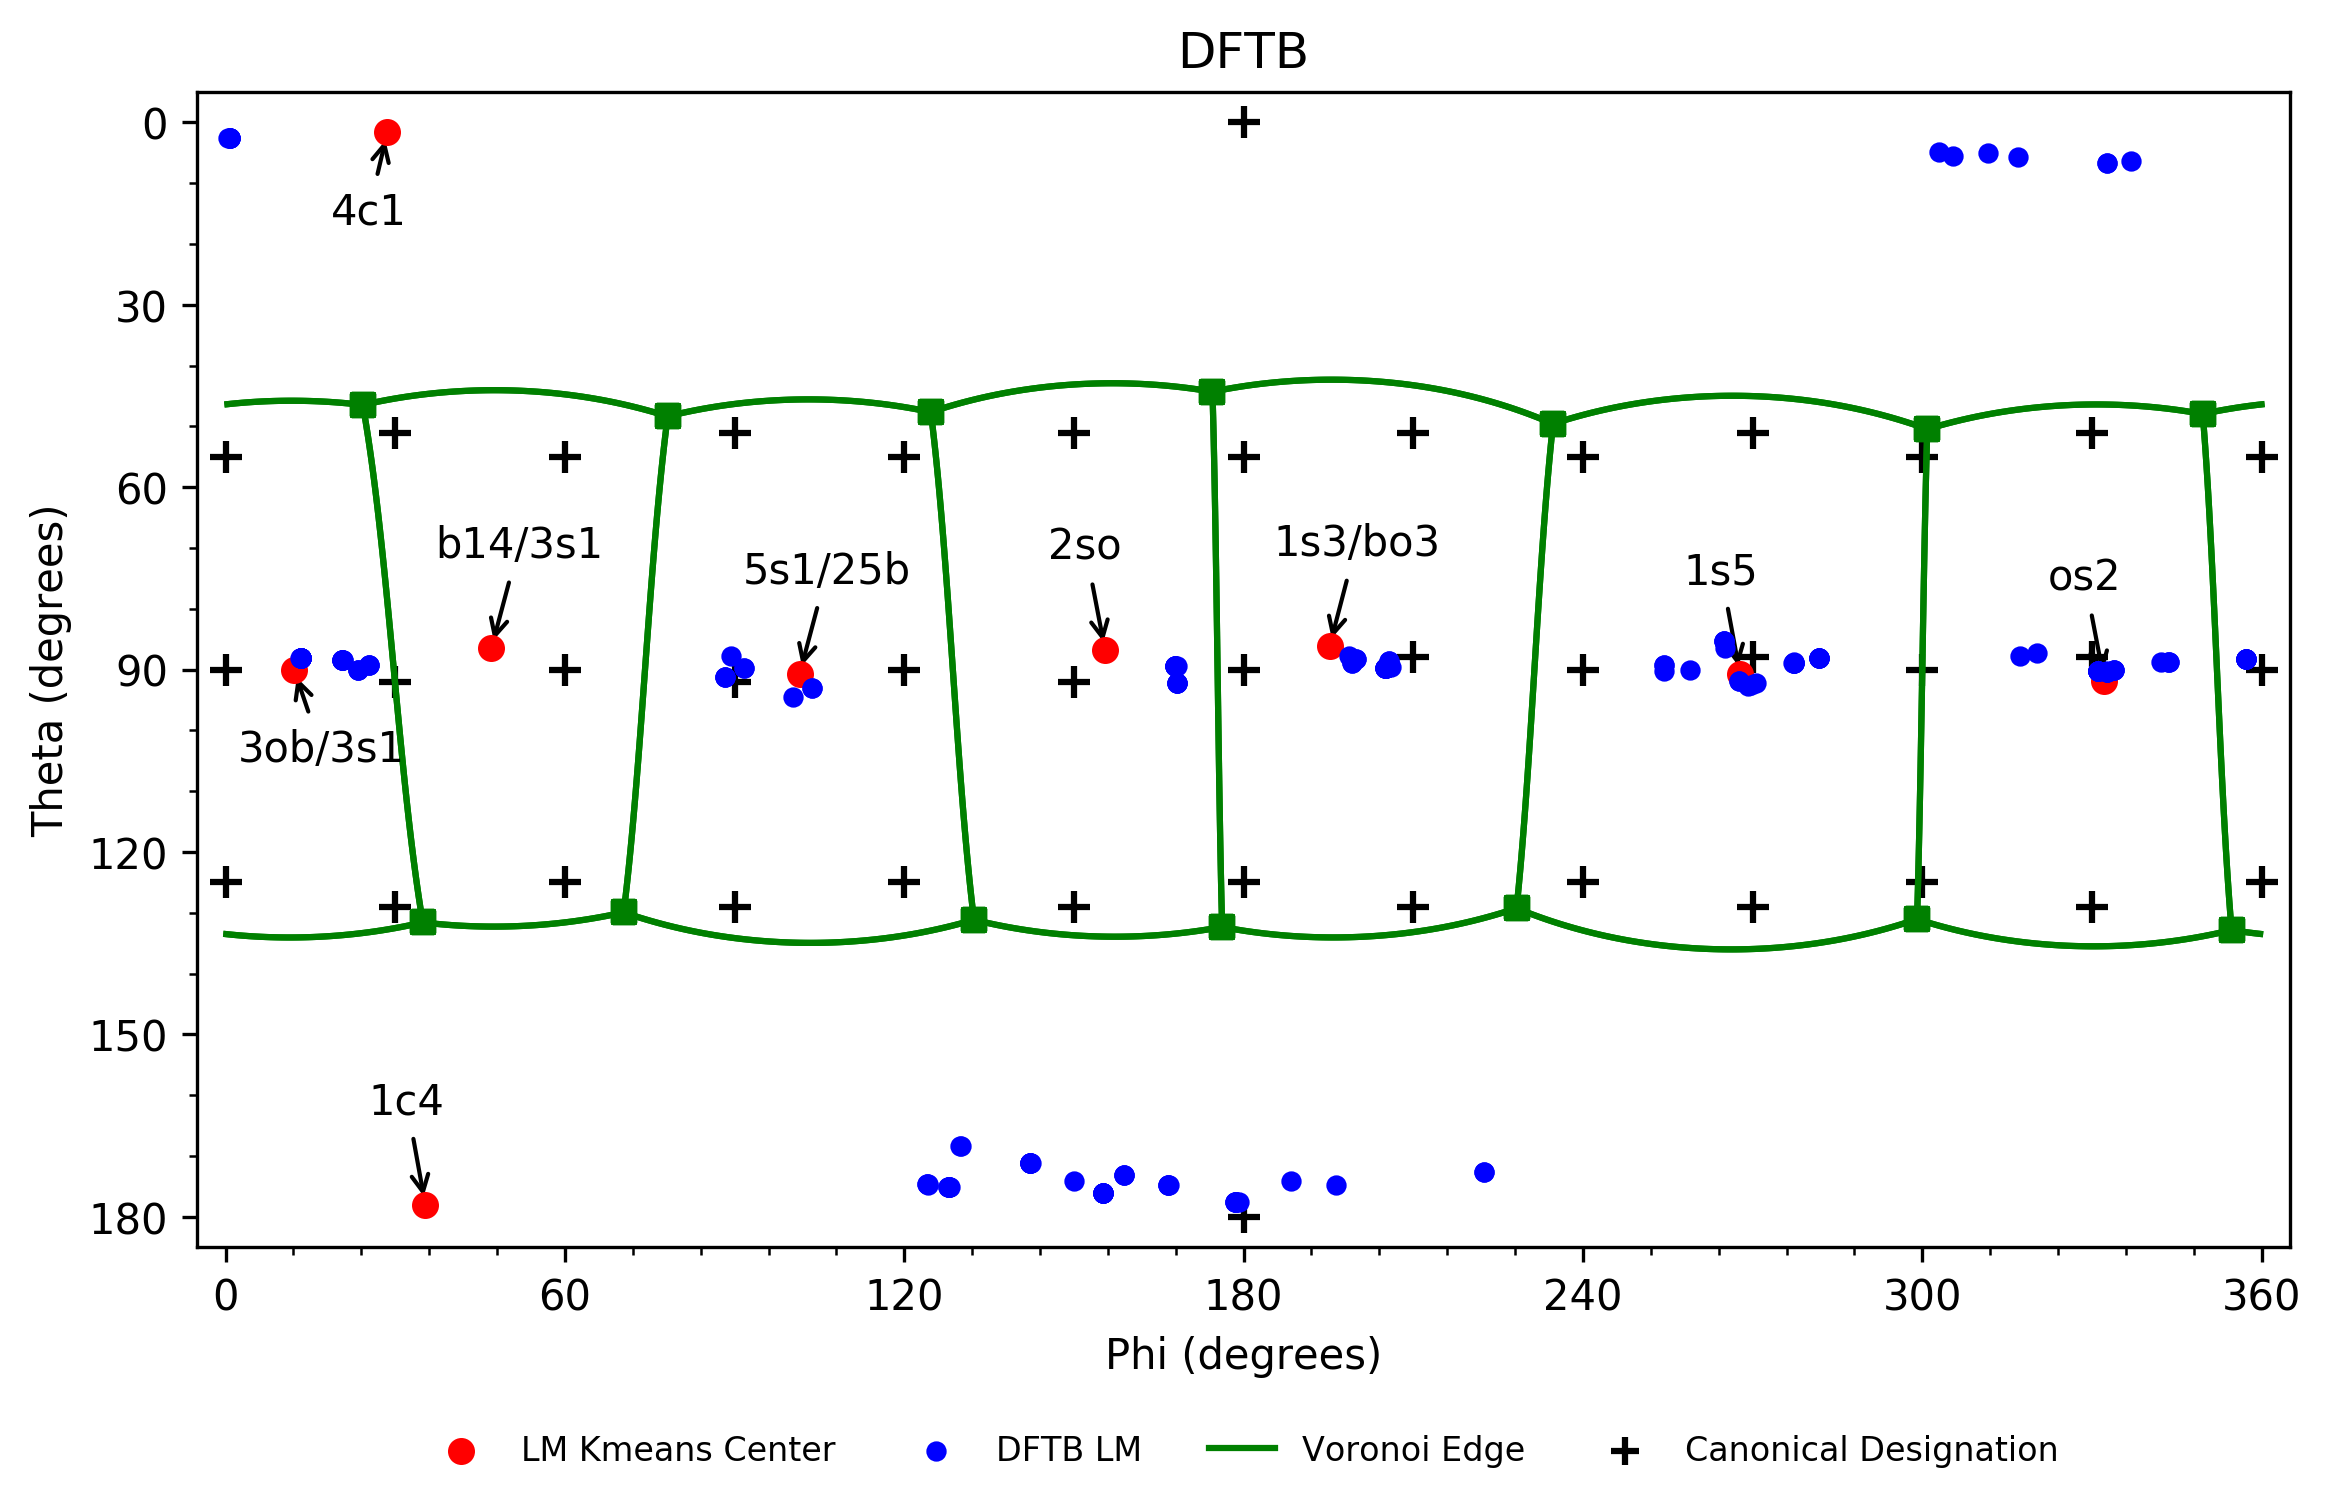 DFTB
0
30
60
90
120
150
180
Theta (degrees)
4c1
b14/3s1
5s1/25b
2so
1s3/bo3
1s5
os2
3ob/3s1
1c4
0
60
120
180
240
300
360
Phi (degrees)
LM Kmeans Center
DFTB LM
Voronoi Edge
Canonical Designation